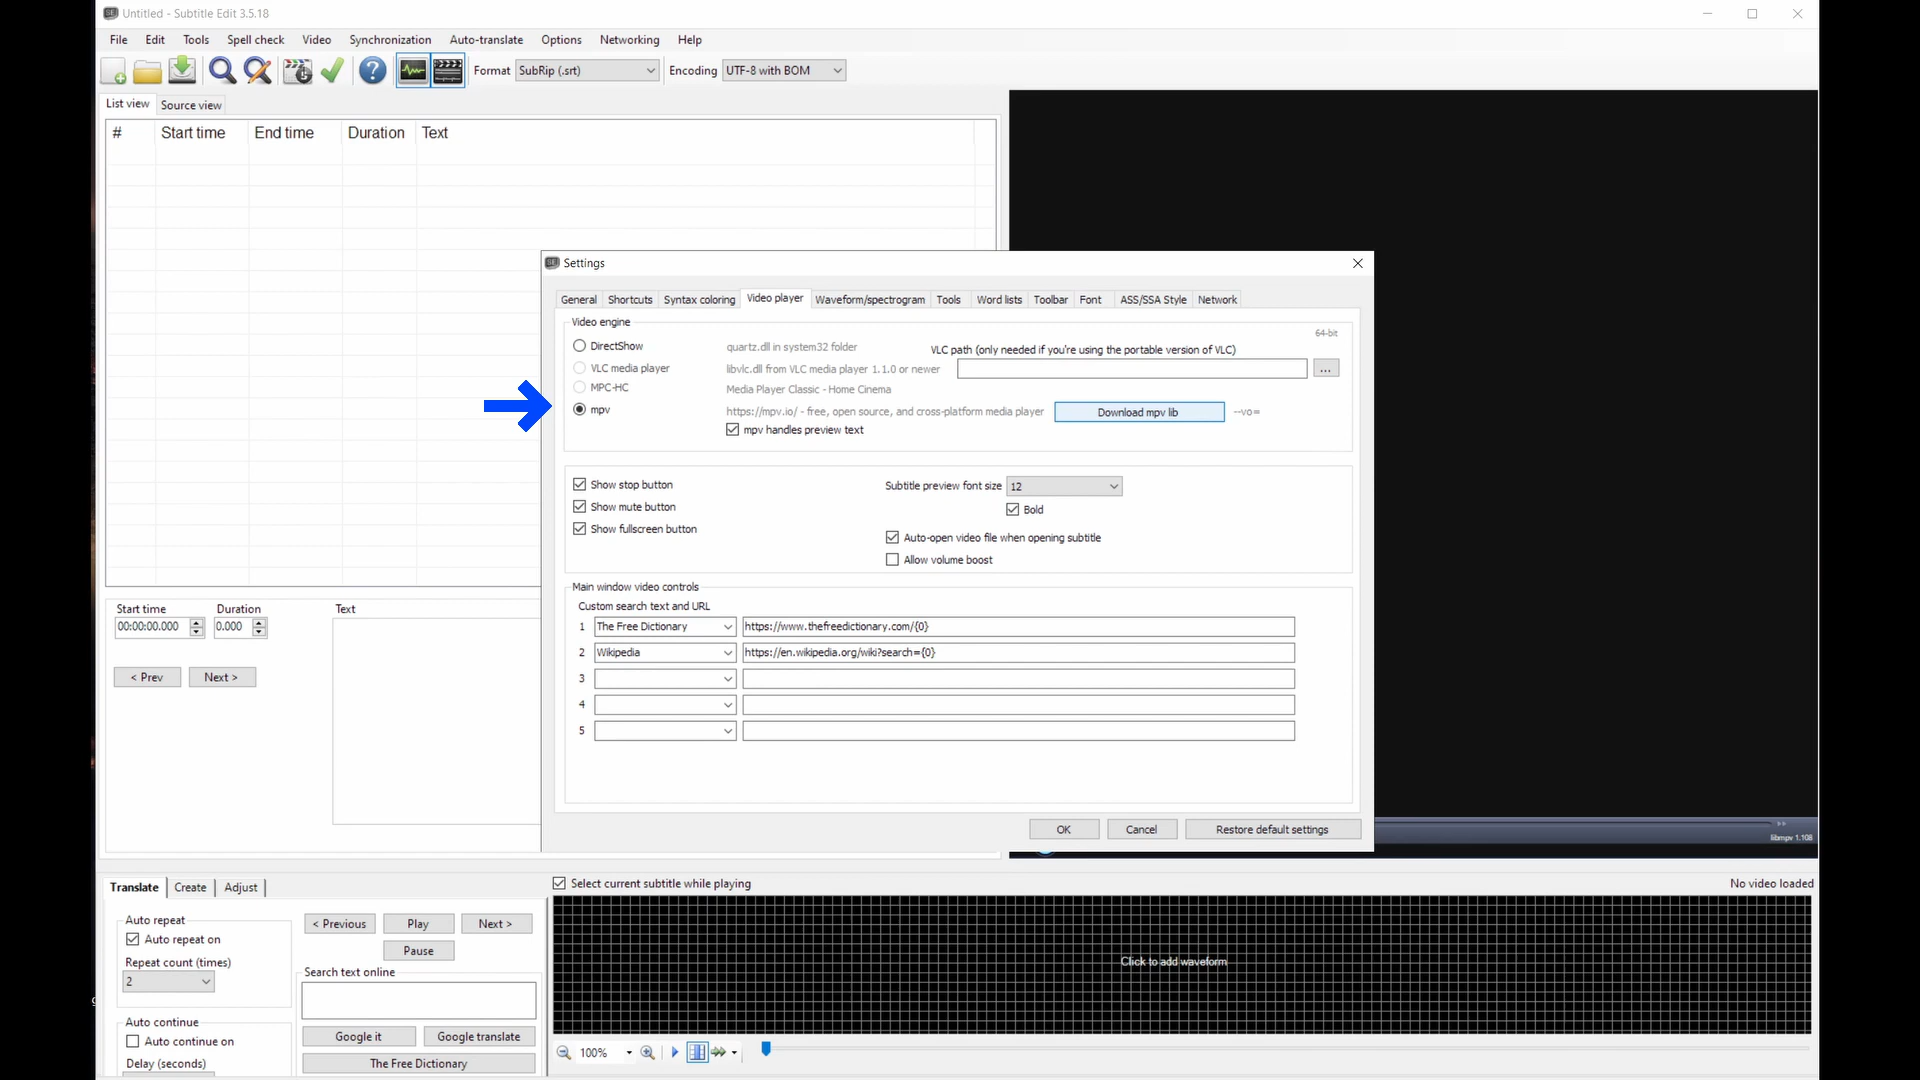 Untitled - Subtitle Edit 3.5.18
File Edit Tools Spell check Video Synchronization Auto-translate Options Networking Help
Format SubRip (.srt) Encoding UTF-8 with BOM
List view Source view
# Start time End time Duration Text
Settings
General Shortcuts Syntax coloring Video player Waveform/spectrogram Tools Word lists Toolbar Font ASS/SSA Style Network
Video engine
64-bit
DirectShow quartz.dll in system32 folder VLC path (only needed if you're using the portable version of VLC)
VLC media player libvlc.dll from VLC media player 1.1.0 or newer ...
MPC-HC Media Player Classic - Home Cinema
mpv https://mpv.io/ - free, open source, and cross-platform media player Download mpv lib --vo=
mpv handles preview text
Show stop button Subtitle preview font size 12
Show mute button Bold
Show fullscreen button
Auto-open video file when opening subtitle
Allow volume boost
Main window video controls
Custom search text and URL
1 The Free Dictionary https://www.thefreedictionary.com/{0}
2 Wikipedia https://en.wikipedia.org/wiki?search={0}
3
4
5
OK Cancel Restore default settings
Start time Duration Text
00:00:00.000 0.000
< Prev Next >
libmpv 1.108
Translate Create Adjust
Select current subtitle while playing No video loaded
Auto repeat
Auto repeat on
Repeat count (times)
2
Auto continue
Auto continue on
Delay (seconds)
< Previous Play Next >
Pause
Search text online
Google it Google translate
The Free Dictionary
Click to add waveform
100%